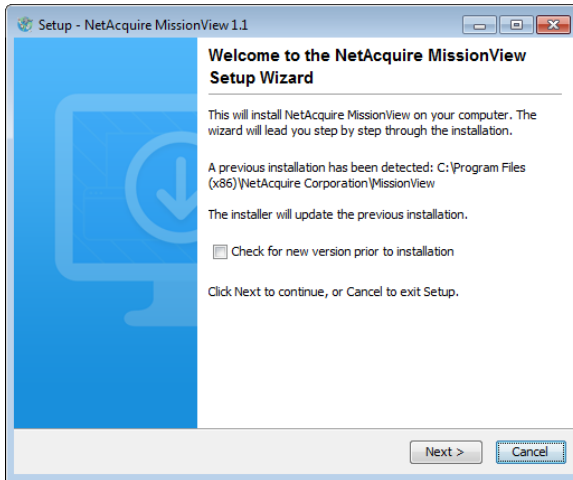 Setup - NetAcquire MissionView 1.1
Welcome to the NetAcquire MissionView
Setup Wizard
This will install NetAcquire MissionView on your computer. The
wizard will lead you step by step through the installation.
A previous installation has been detected: C:\Program Files
(x86)\NetAcquire Corporation\MissionView
The installer will update the previous installation.
Check for new version prior to installation
Click Next to continue, or Cancel to exit Setup.
Next >
Cancel